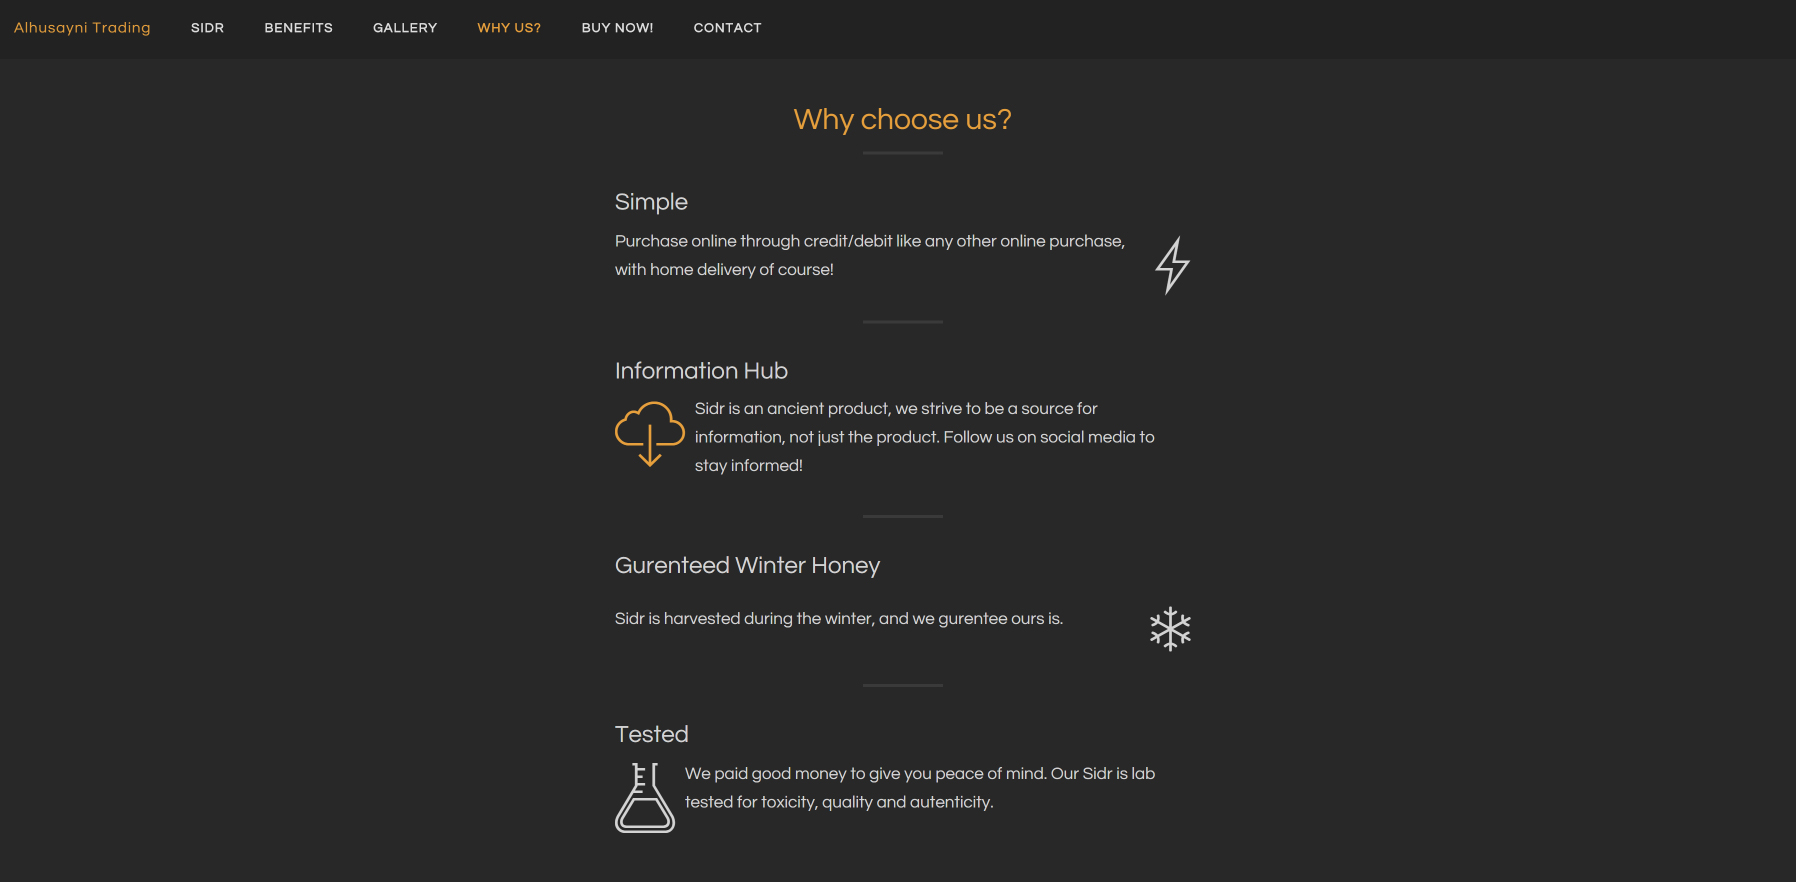 Alhusayni Trading SIDR BENEFITS GALLERY WHY US? BUY NOW! CONTACT
Why choose us?
Simple
Purchase online through credit/debit like any other online purchase,
with home delivery of course!
Information Hub
Sidr is an ancient product, we strive to be a source for
information, not just the product. Follow us on social media to
stay informed!
Gurenteed Winter Honey
Sidr is harvested during the winter, and we gurentee ours is.
Tested
We paid good money to give you peace of mind. Our Sidr is lab
tested for toxicity, quality and autenticity.